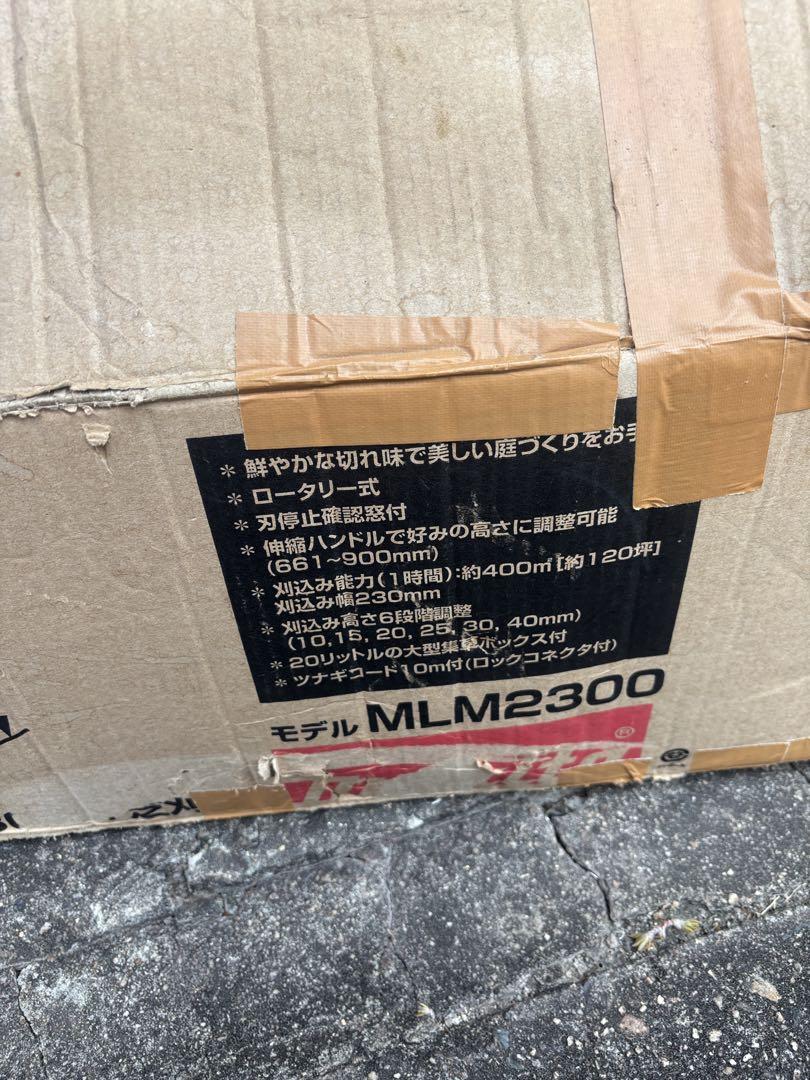 * 鮮やかな切れ味で美しい庭づくりをお手
* ロータリー式
* 刃停止確認窓付
* 伸縮ハンドルで好みの高さに調整可能
(661~900mm)
* 刈込み能力(1時間):約400㎡[約120坪]
刈込み幅230mm
* 刈込み高さ6段階調整
(10, 15, 20, 25, 30, 40mm)
* 20リットルの大型集草ボックス付
* ツナギコード10m付(ロックコネクタ付)
モデル MLM2300
®